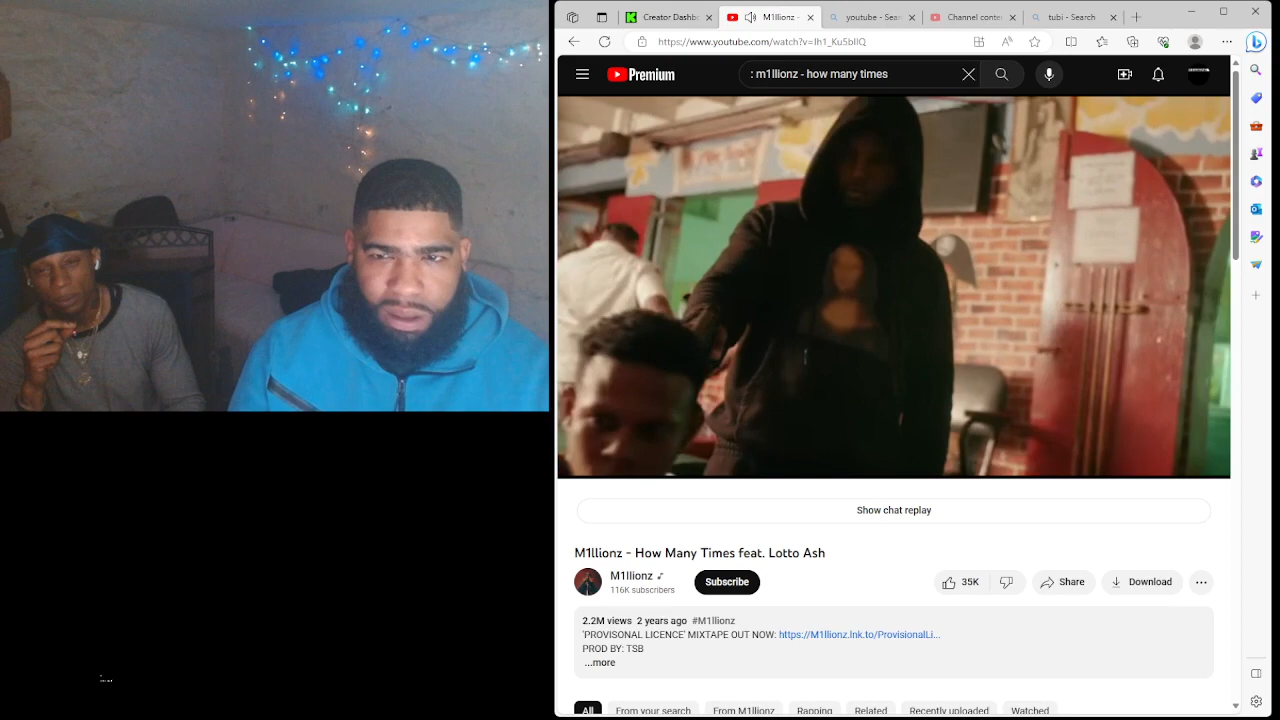 Creator Dashbo
M1llionz -
youtube - Sear
Channel conte
tubi - Search
https://www.youtube.com/watch?v=Ih1_Ku5bIlQ
Premium
: m1llionz - how many times
Show chat replay
M1llionz - How Many Times feat. Lotto Ash
M1llionz
116K subscribers
Subscribe
35K
Share
Download
2.2M views 2 years ago #M1llionz
'PROVISONAL LICENCE' MIXTAPE OUT NOW: https://M1llionz.lnk.to/ProvisionalLi...
PROD BY: TSB
...more
All
From your search
From M1llionz
Rapping
Related
Recently uploaded
Watched